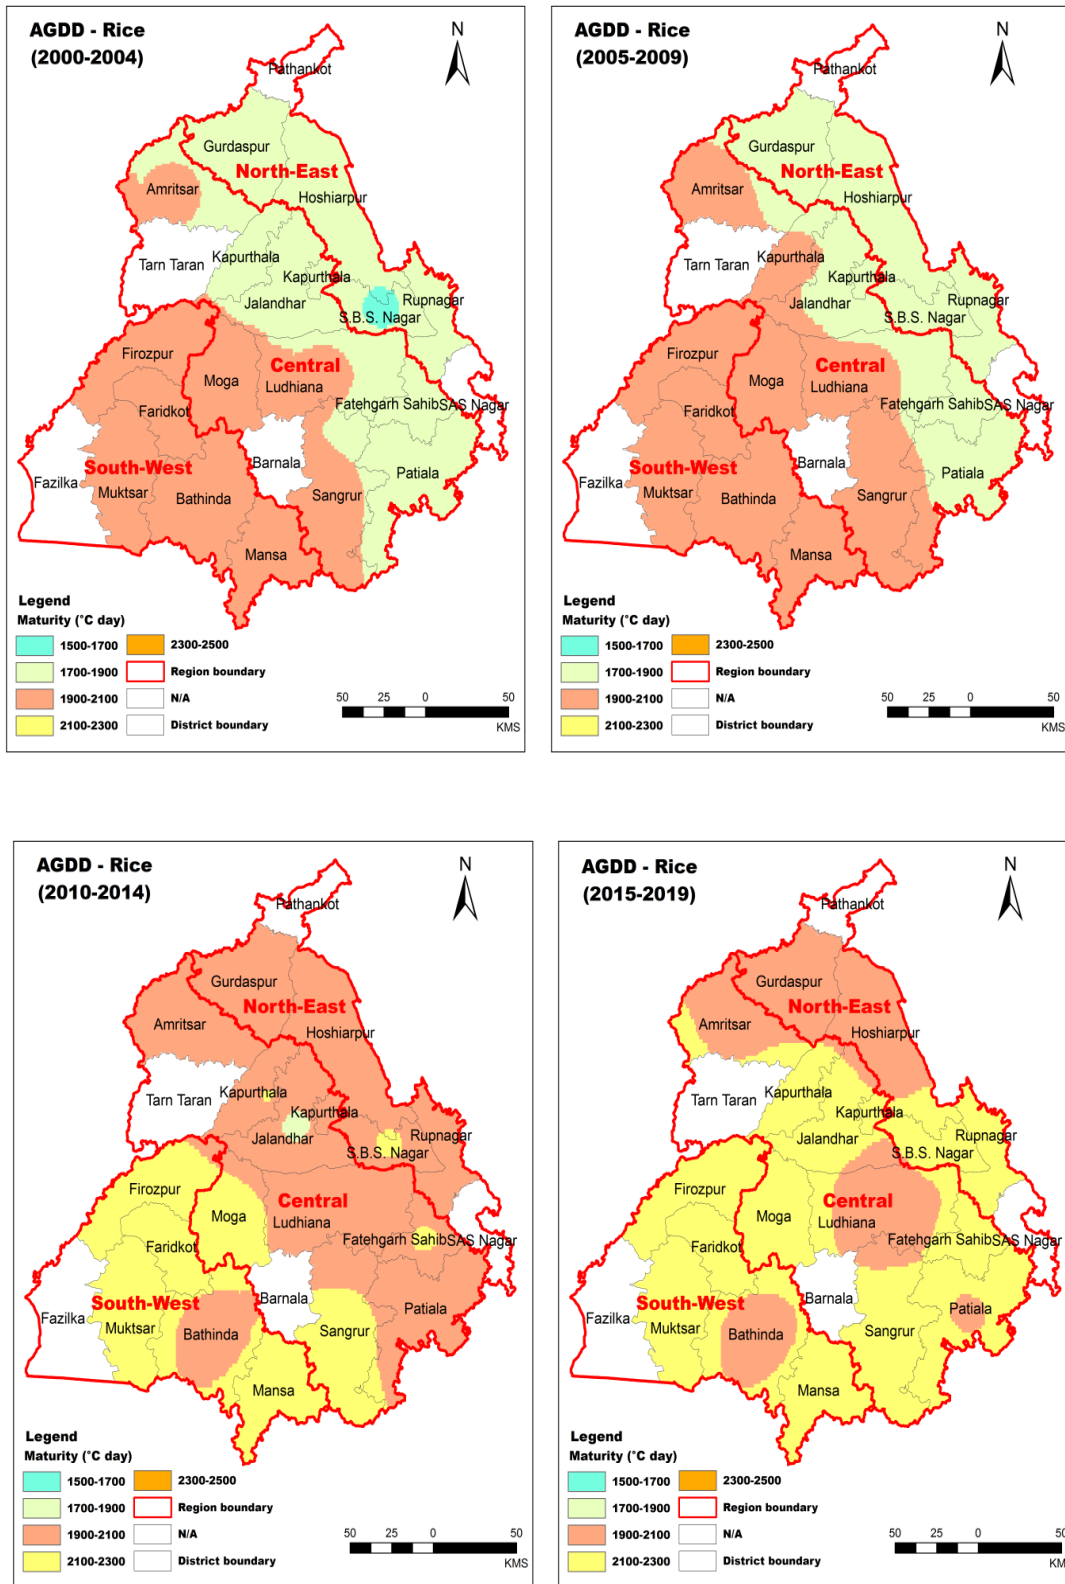 AGDD - Rice
(2000-2004)
N
Pathankot
Gurdaspur
North-East
Amritsar
Hoshiarpur
Tarn Taran
Kapurthala
Kapurthala
Jalandhar
Rupnagar
S.B.S. Nagar
Firozpur
Central
Moga
Ludhiana
Faridkot
Fatehgarh Sahib
SAS Nagar
South-West
Barnala
Patiala
Fazilka
Muktsar
Bathinda
Sangrur
Mansa
Legend
Maturity (°C day)
1500-1700
2300-2500
1700-1900
Region boundary
1900-2100
N/A
2100-2300
District boundary
50 25 0 50
KMS
AGDD - Rice
(2005-2009)
N
Pathankot
Gurdaspur
North-East
Amritsar
Hoshiarpur
Tarn Taran
Kapurthala
Kapurthala
Jalandhar
Rupnagar
S.B.S. Nagar
Firozpur
Central
Moga
Ludhiana
Faridkot
Fatehgarh Sahib
SAS Nagar
South-West
Barnala
Patiala
Fazilka
Muktsar
Bathinda
Sangrur
Mansa
Legend
Maturity (°C day)
1500-1700
2300-2500
1700-1900
Region boundary
1900-2100
N/A
2100-2300
District boundary
50 25 0 50
KMS
AGDD - Rice
(2010-2014)
N
Pathankot
Gurdaspur
North-East
Amritsar
Hoshiarpur
Tarn Taran
Kapurthala
Kapurthala
Jalandhar
Rupnagar
S.B.S. Nagar
Firozpur
Central
Moga
Ludhiana
Faridkot
Fatehgarh Sahib
SAS Nagar
South-West
Barnala
Patiala
Fazilka
Muktsar
Bathinda
Sangrur
Mansa
Legend
Maturity (°C day)
1500-1700
2300-2500
1700-1900
Region boundary
1900-2100
N/A
2100-2300
District boundary
50 25 0 50
KMS
AGDD - Rice
(2015-2019)
N
Pathankot
Gurdaspur
North-East
Amritsar
Hoshiarpur
Tarn Taran
Kapurthala
Kapurthala
Jalandhar
Rupnagar
S.B.S. Nagar
Firozpur
Central
Moga
Ludhiana
Faridkot
Fatehgarh Sahib
SAS Nagar
South-West
Barnala
Patiala
Fazilka
Muktsar
Bathinda
Sangrur
Mansa
Legend
Maturity (°C day)
1500-1700
2300-2500
1700-1900
Region boundary
1900-2100
N/A
2100-2300
District boundary
50 25 0 50
KMS